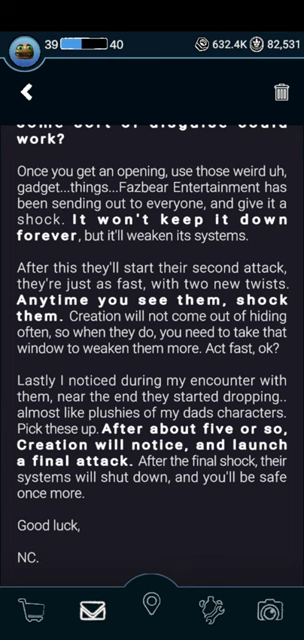 39 40 632.4K 82,531
some sort of disguise could
work?
Once you get an opening, use those weird uh,
gadget...things...Fazbear Entertainment has
been sending out to everyone, and give it a
shock. It won't keep it down
forever, but it'll weaken its systems.
After this they'll start their second attack,
they're just as fast, with two new twists.
Anytime you see them, shock
them. Creation will not come out of hiding
often, so when they do, you need to take that
window to weaken them more. Act fast, ok?
Lastly I noticed during my encounter with
them, near the end they started dropping..
almost like plushies of my dads characters.
Pick these up. After about five or so,
Creation will notice, and launch
a final attack. After the final shock, their
systems will shut down, and you'll be safe
once more.
Good luck,
NC.